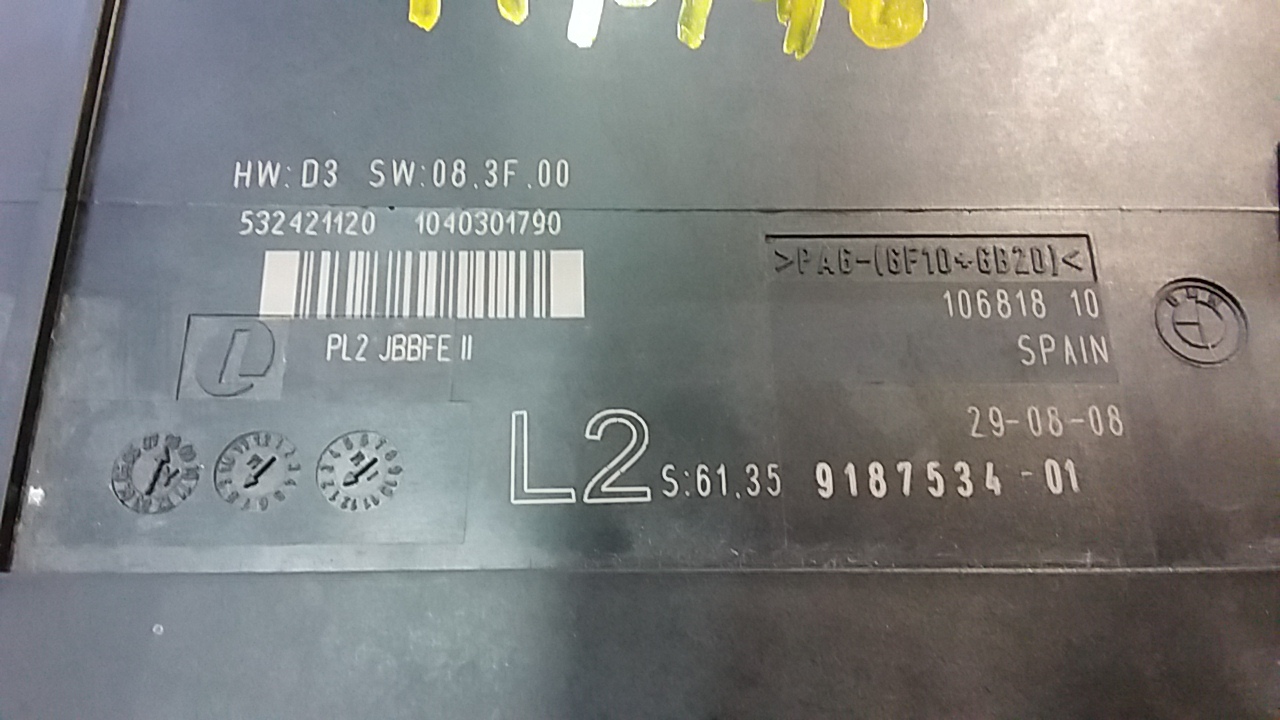 HW: D3 SW:08.3F.00
532421120 1040301790
>PA6-(GF10+GB20)<
106818 10
PL2 JBBFE II
SPAIN
29-08-08
L2 S:61.35 9187534-01